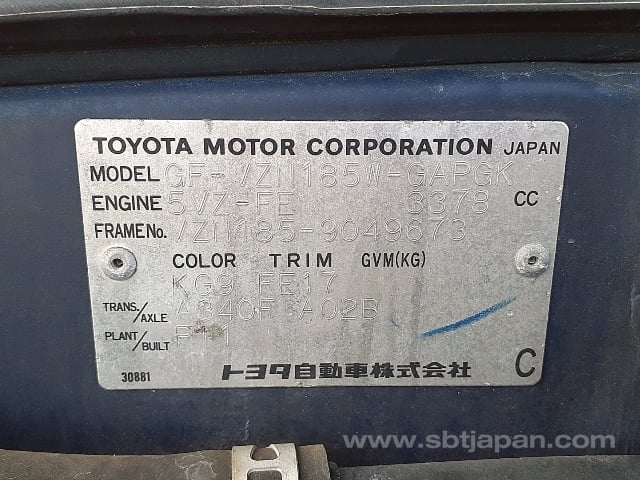 TOYOTA MOTOR CORPORATION JAPAN
MODEL GF-VZN185W-GAPGK
ENGINE 5VZ-FE 3378 CC
FRAME No. VZN185-9049673
COLOR TRIM GVM(KG)
KG9 FE17
TRANS./AXLE A340F A02B
PLANT/BUILT
30881 トヨタ自動車株式会社 C
www.sbtjapan.com